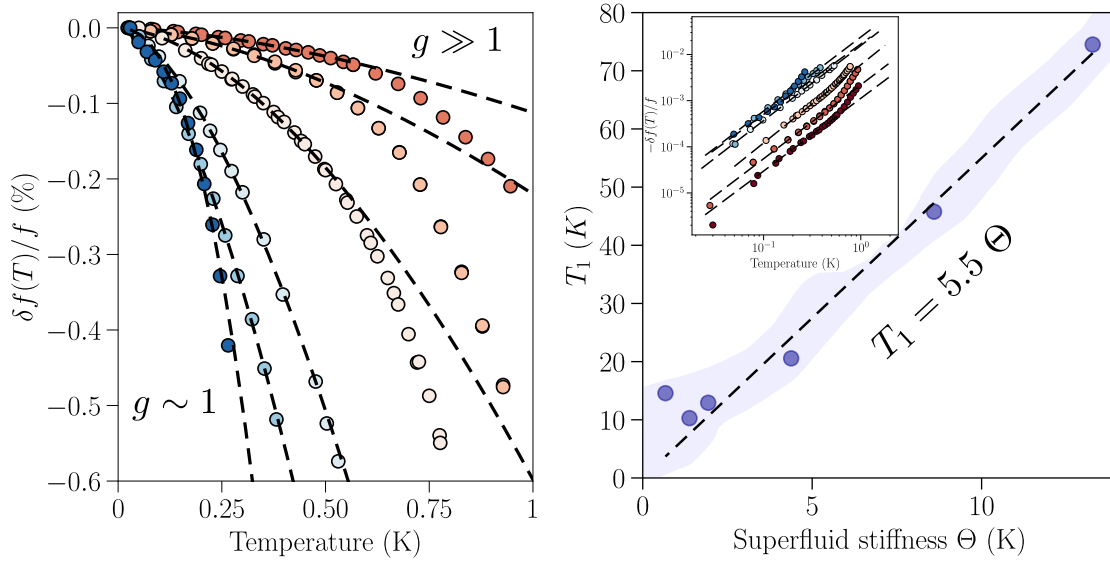 0.0
−0.1
−0.2
−0.3
−0.4
−0.5
−0.6
δf(T)/f (%)
g ≫ 1
g ∼ 1
0 0.25 0.50 0.75 1
Temperature (K)
80
70
60
50
40
30
20
10
0
T₁ (K)
10⁻²
10⁻³
10⁻⁴
10⁻⁵
−δf(T)/f
10⁻¹ 10⁰
Temperature (K)
T₁ = 5.5 Θ
0 5 10
Superfluid stiffness Θ (K)